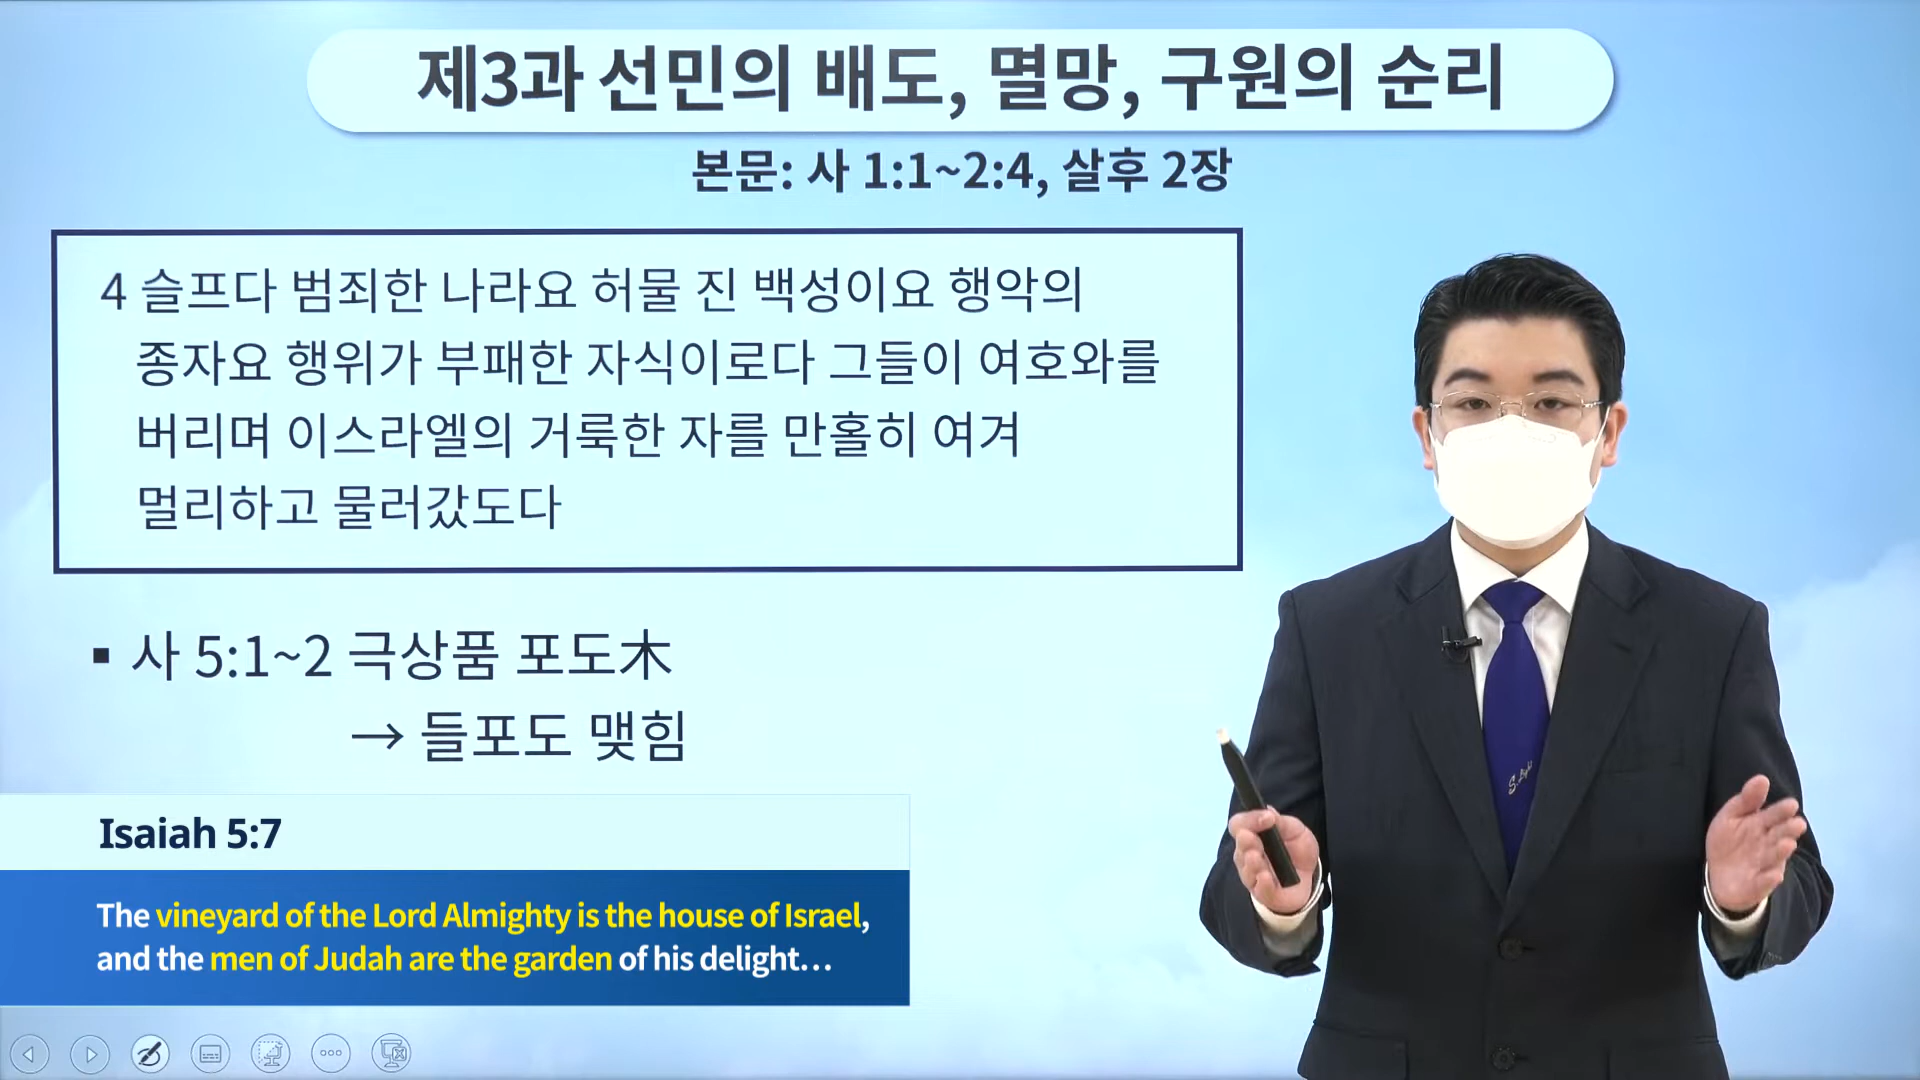 제3과 선민의 배도, 멸망, 구원의 순리
본문: 사 1:1~2:4, 살후 2장
4 슬프다 범죄한 나라요 허물 진 백성이요 행악의
종자요 행위가 부패한 자식이로다 그들이 여호와를
버리며 이스라엘의 거룩한 자를 만홀히 여겨
멀리하고 물러갔도다
▪ 사 5:1~2 극상품 포도木
→ 들포도 맺힘
Isaiah 5:7
The vineyard of the Lord Almighty is the house of Israel,
and the men of Judah are the garden of his delight…